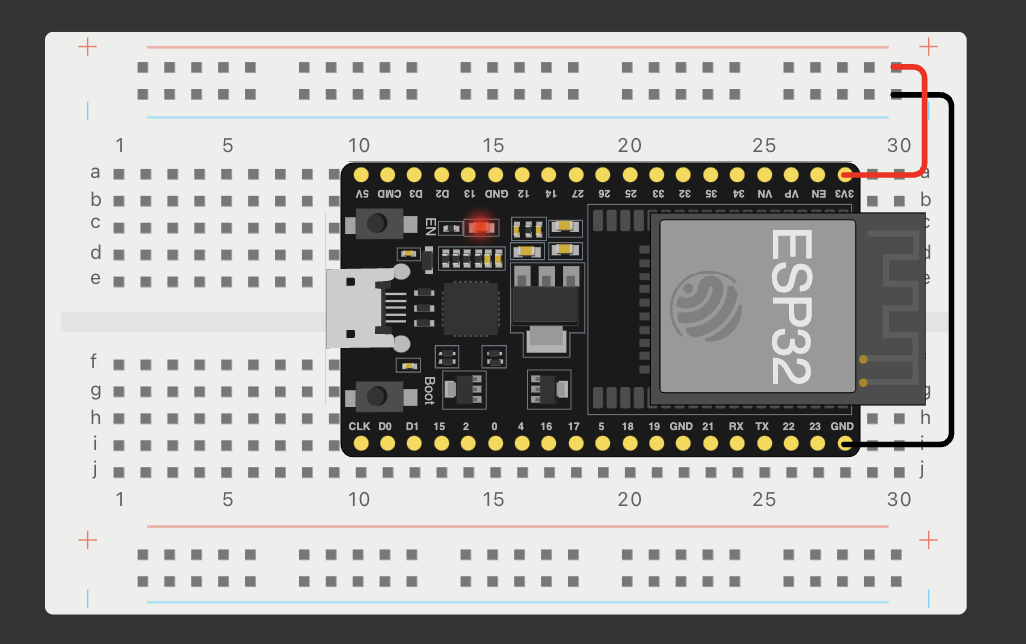 + +
1 5 10 15 20 25 30
a a
5V CMD D3 D2 13 GND 12 14 27 26 25 33 32 35 34 VN VP EN 3V3
b b
c EN c
d d
e e
ESP32
f
g Boot g
h h
CLK D0 D1 15 2 0 4 16 17 5 18 19 GND 21 RX TX 22 23 GND
i i
j j
1 5 10 15 20 25 30
+ +